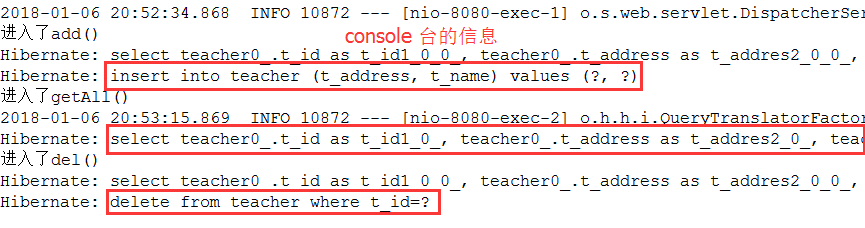 2018-01-06 20:52:34.868  INFO 10872 --- [nio-8080-exec-1] o.s.web.servlet.DispatcherSer
进入了add()
console 台的信息
Hibernate: select teacher0_.t_id as t_id1_0_0_, teacher0_.t_address as t_addres2_0_0_,
Hibernate: insert into teacher (t_address, t_name) values (?, ?)
进入了getAll()
2018-01-06 20:53:15.869  INFO 10872 --- [nio-8080-exec-2] o.h.h.i.QueryTranslatorFactor
Hibernate: select teacher0_.t_id as t_id1_0_, teacher0_.t_address as t_addres2_0_, teac
进入了del()
Hibernate: select teacher0_.t_id as t_id1_0_0_, teacher0_.t_address as t_addres2_0_0_,
Hibernate: delete from teacher where t_id=?